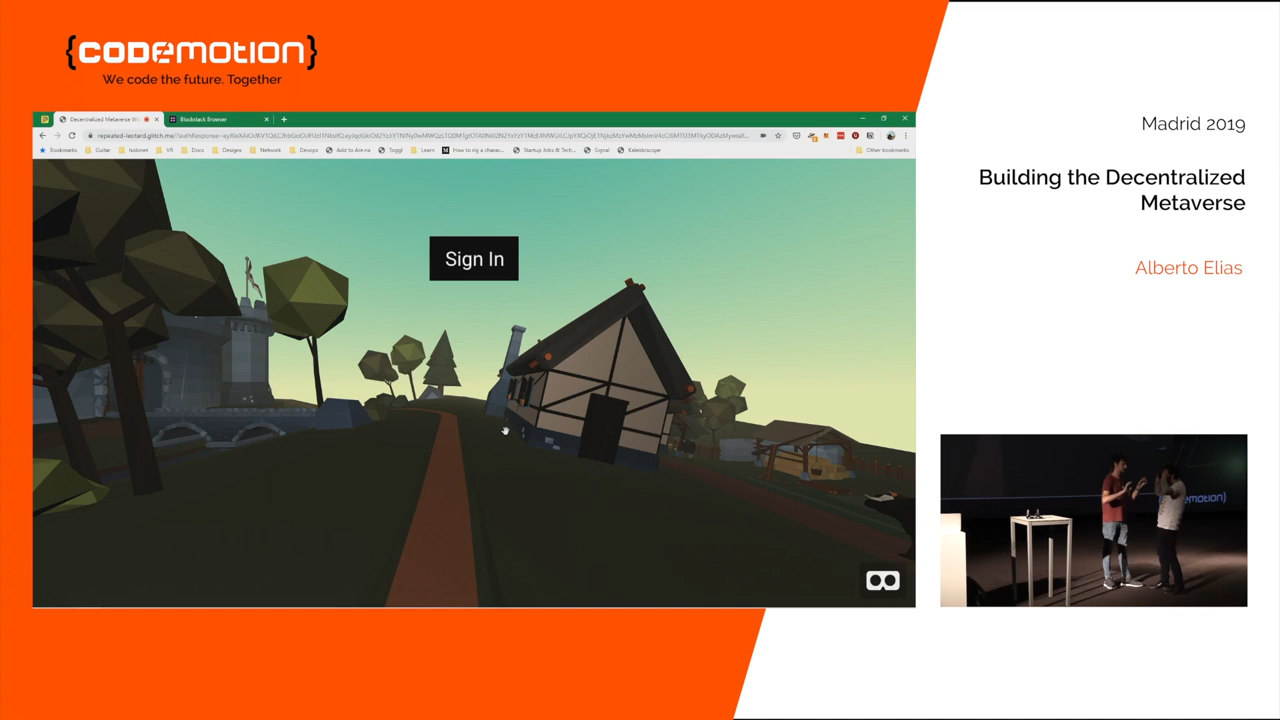 {CODEMOTION}
We code the future. Together
Decentralized Metaverse W
Blockstack Browser
Bookmarks
Guitar
holonet
VR
Docs
Designs
Network
Devops
Add to Are.na
Toggl
Learn
How to rig a charac...
Startup Jobs & Tech...
Signal
Kaleidoscope
Other bookmarks
Sign In
Madrid 2019
Building the Decentralized
Metaverse
Alberto Elias
emotion}